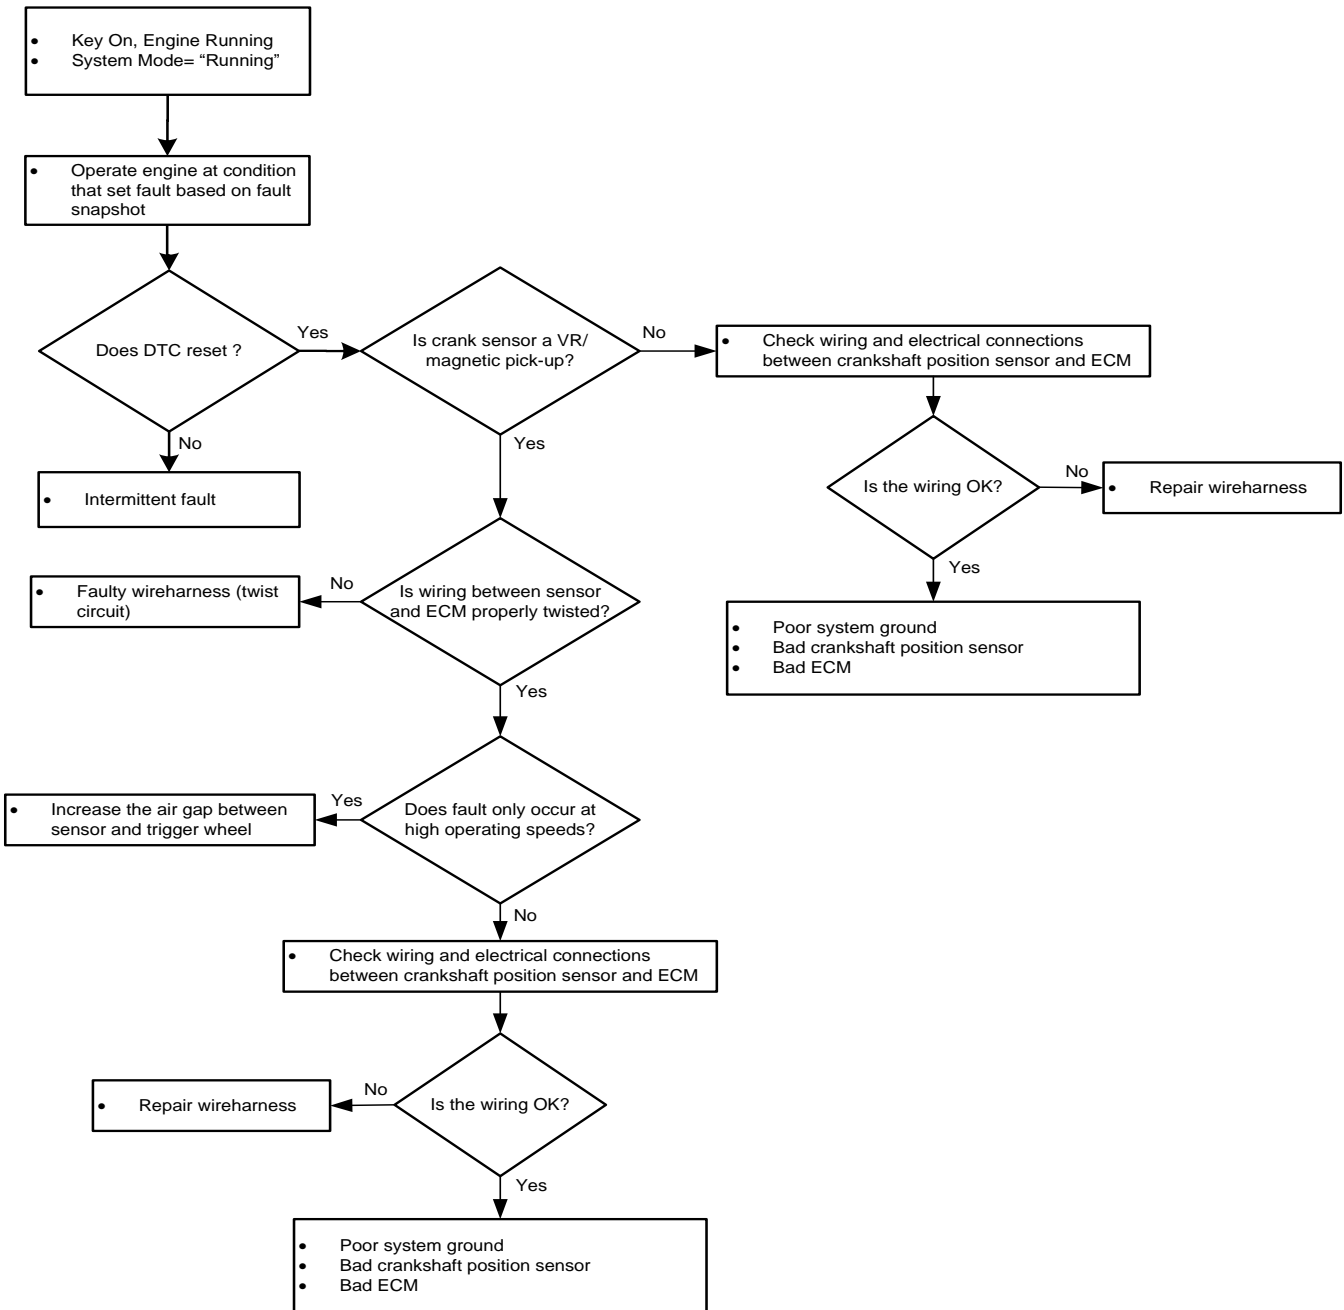 • Key On, Engine Running
• System Mode= “Running”
• Operate engine at condition
that set fault based on fault
snapshot
Does DTC reset ?
Yes
Is crank sensor a VR/
magnetic pick-up?
No
• Check wiring and electrical connections
between crankshaft position sensor and ECM
No
• Intermittent fault
Yes
Is the wiring OK?
No
• Repair wireharness
Yes
• Poor system ground
• Bad crankshaft position sensor
• Bad ECM
Is wiring between sensor
and ECM properly twisted?
No
• Faulty wireharness (twist
circuit)
Yes
Does fault only occur at
high operating speeds?
Yes
• Increase the air gap between
sensor and trigger wheel
No
• Check wiring and electrical connections
between crankshaft position sensor and ECM
Is the wiring OK?
No
• Repair wireharness
Yes
• Poor system ground
• Bad crankshaft position sensor
• Bad ECM